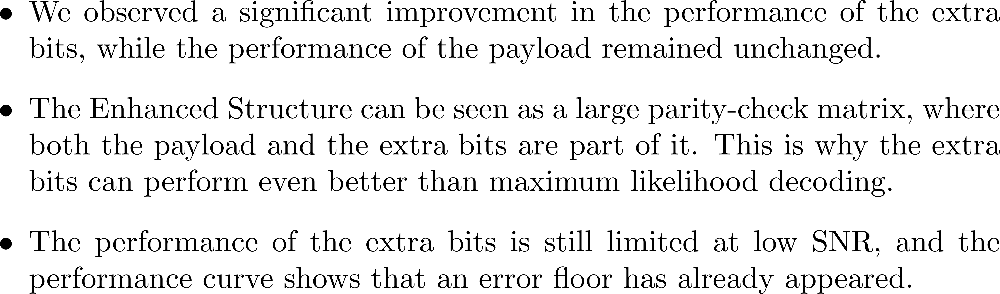 • We observed a significant improvement in the performance of the extra
bits, while the performance of the payload remained unchanged.
• The Enhanced Structure can be seen as a large parity-check matrix, where
both the payload and the extra bits are part of it. This is why the extra
bits can perform even better than maximum likelihood decoding.
• The performance of the extra bits is still limited at low SNR, and the
performance curve shows that an error floor has already appeared.